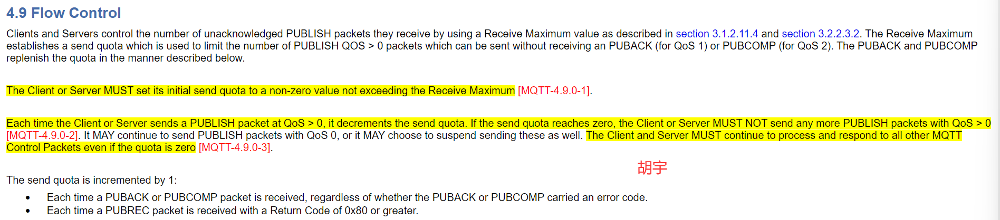 4.9 Flow Control
Clients and Servers control the number of unacknowledged PUBLISH packets they receive by using a Receive Maximum value as described in section 3.1.2.11.4 and section 3.2.2.3.2. The Receive Maximum
establishes a send quota which is used to limit the number of PUBLISH QOS > 0 packets which can be sent without receiving an PUBACK (for QoS 1) or PUBCOMP (for QoS 2). The PUBACK and PUBCOMP
replenish the quota in the manner described below.
The Client or Server MUST set its initial send quota to a non-zero value not exceeding the Receive Maximum [MQTT-4.9.0-1].
Each time the Client or Server sends a PUBLISH packet at QoS > 0, it decrements the send quota. If the send quota reaches zero, the Client or Server MUST NOT send any more PUBLISH packets with QoS > 0
[MQTT-4.9.0-2]. It MAY continue to send PUBLISH packets with QoS 0, or it MAY choose to suspend sending these as well. The Client and Server MUST continue to process and respond to all other MQTT
Control Packets even if the quota is zero [MQTT-4.9.0-3].
胡宇
The send quota is incremented by 1:
• Each time a PUBACK or PUBCOMP packet is received, regardless of whether the PUBACK or PUBCOMP carried an error code.
• Each time a PUBREC packet is received with a Return Code of 0x80 or greater.